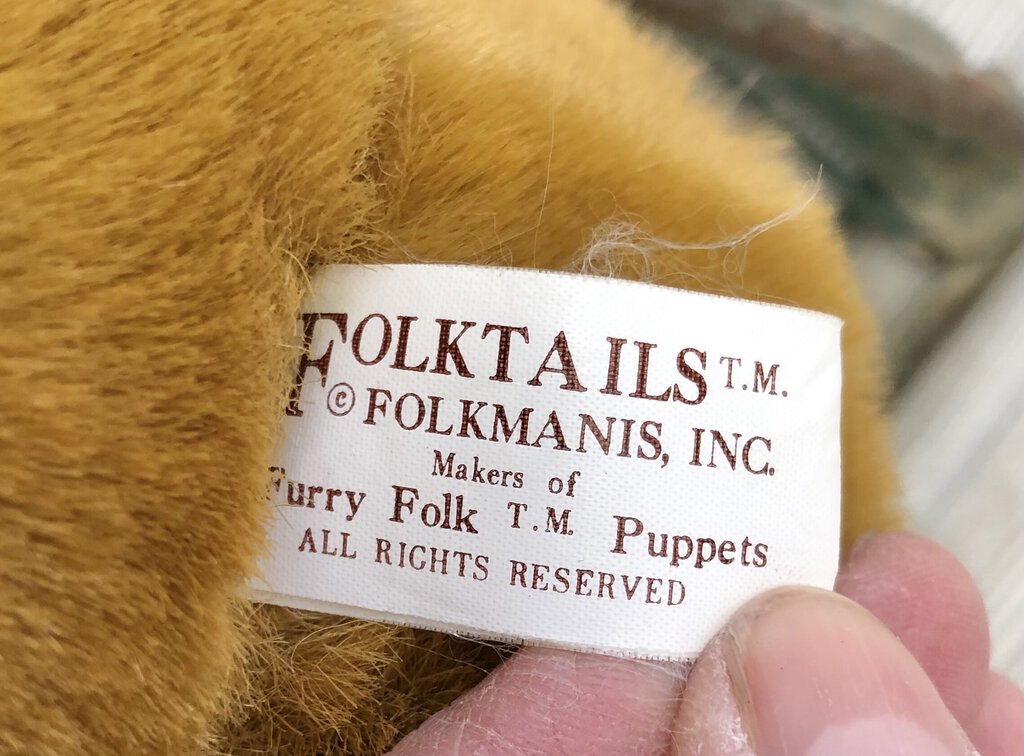 FOLKTAILS T.M.
© FOLKMANIS, INC.
Makers of
Furry Folk T.M. Puppets
ALL RIGHTS RESERVED